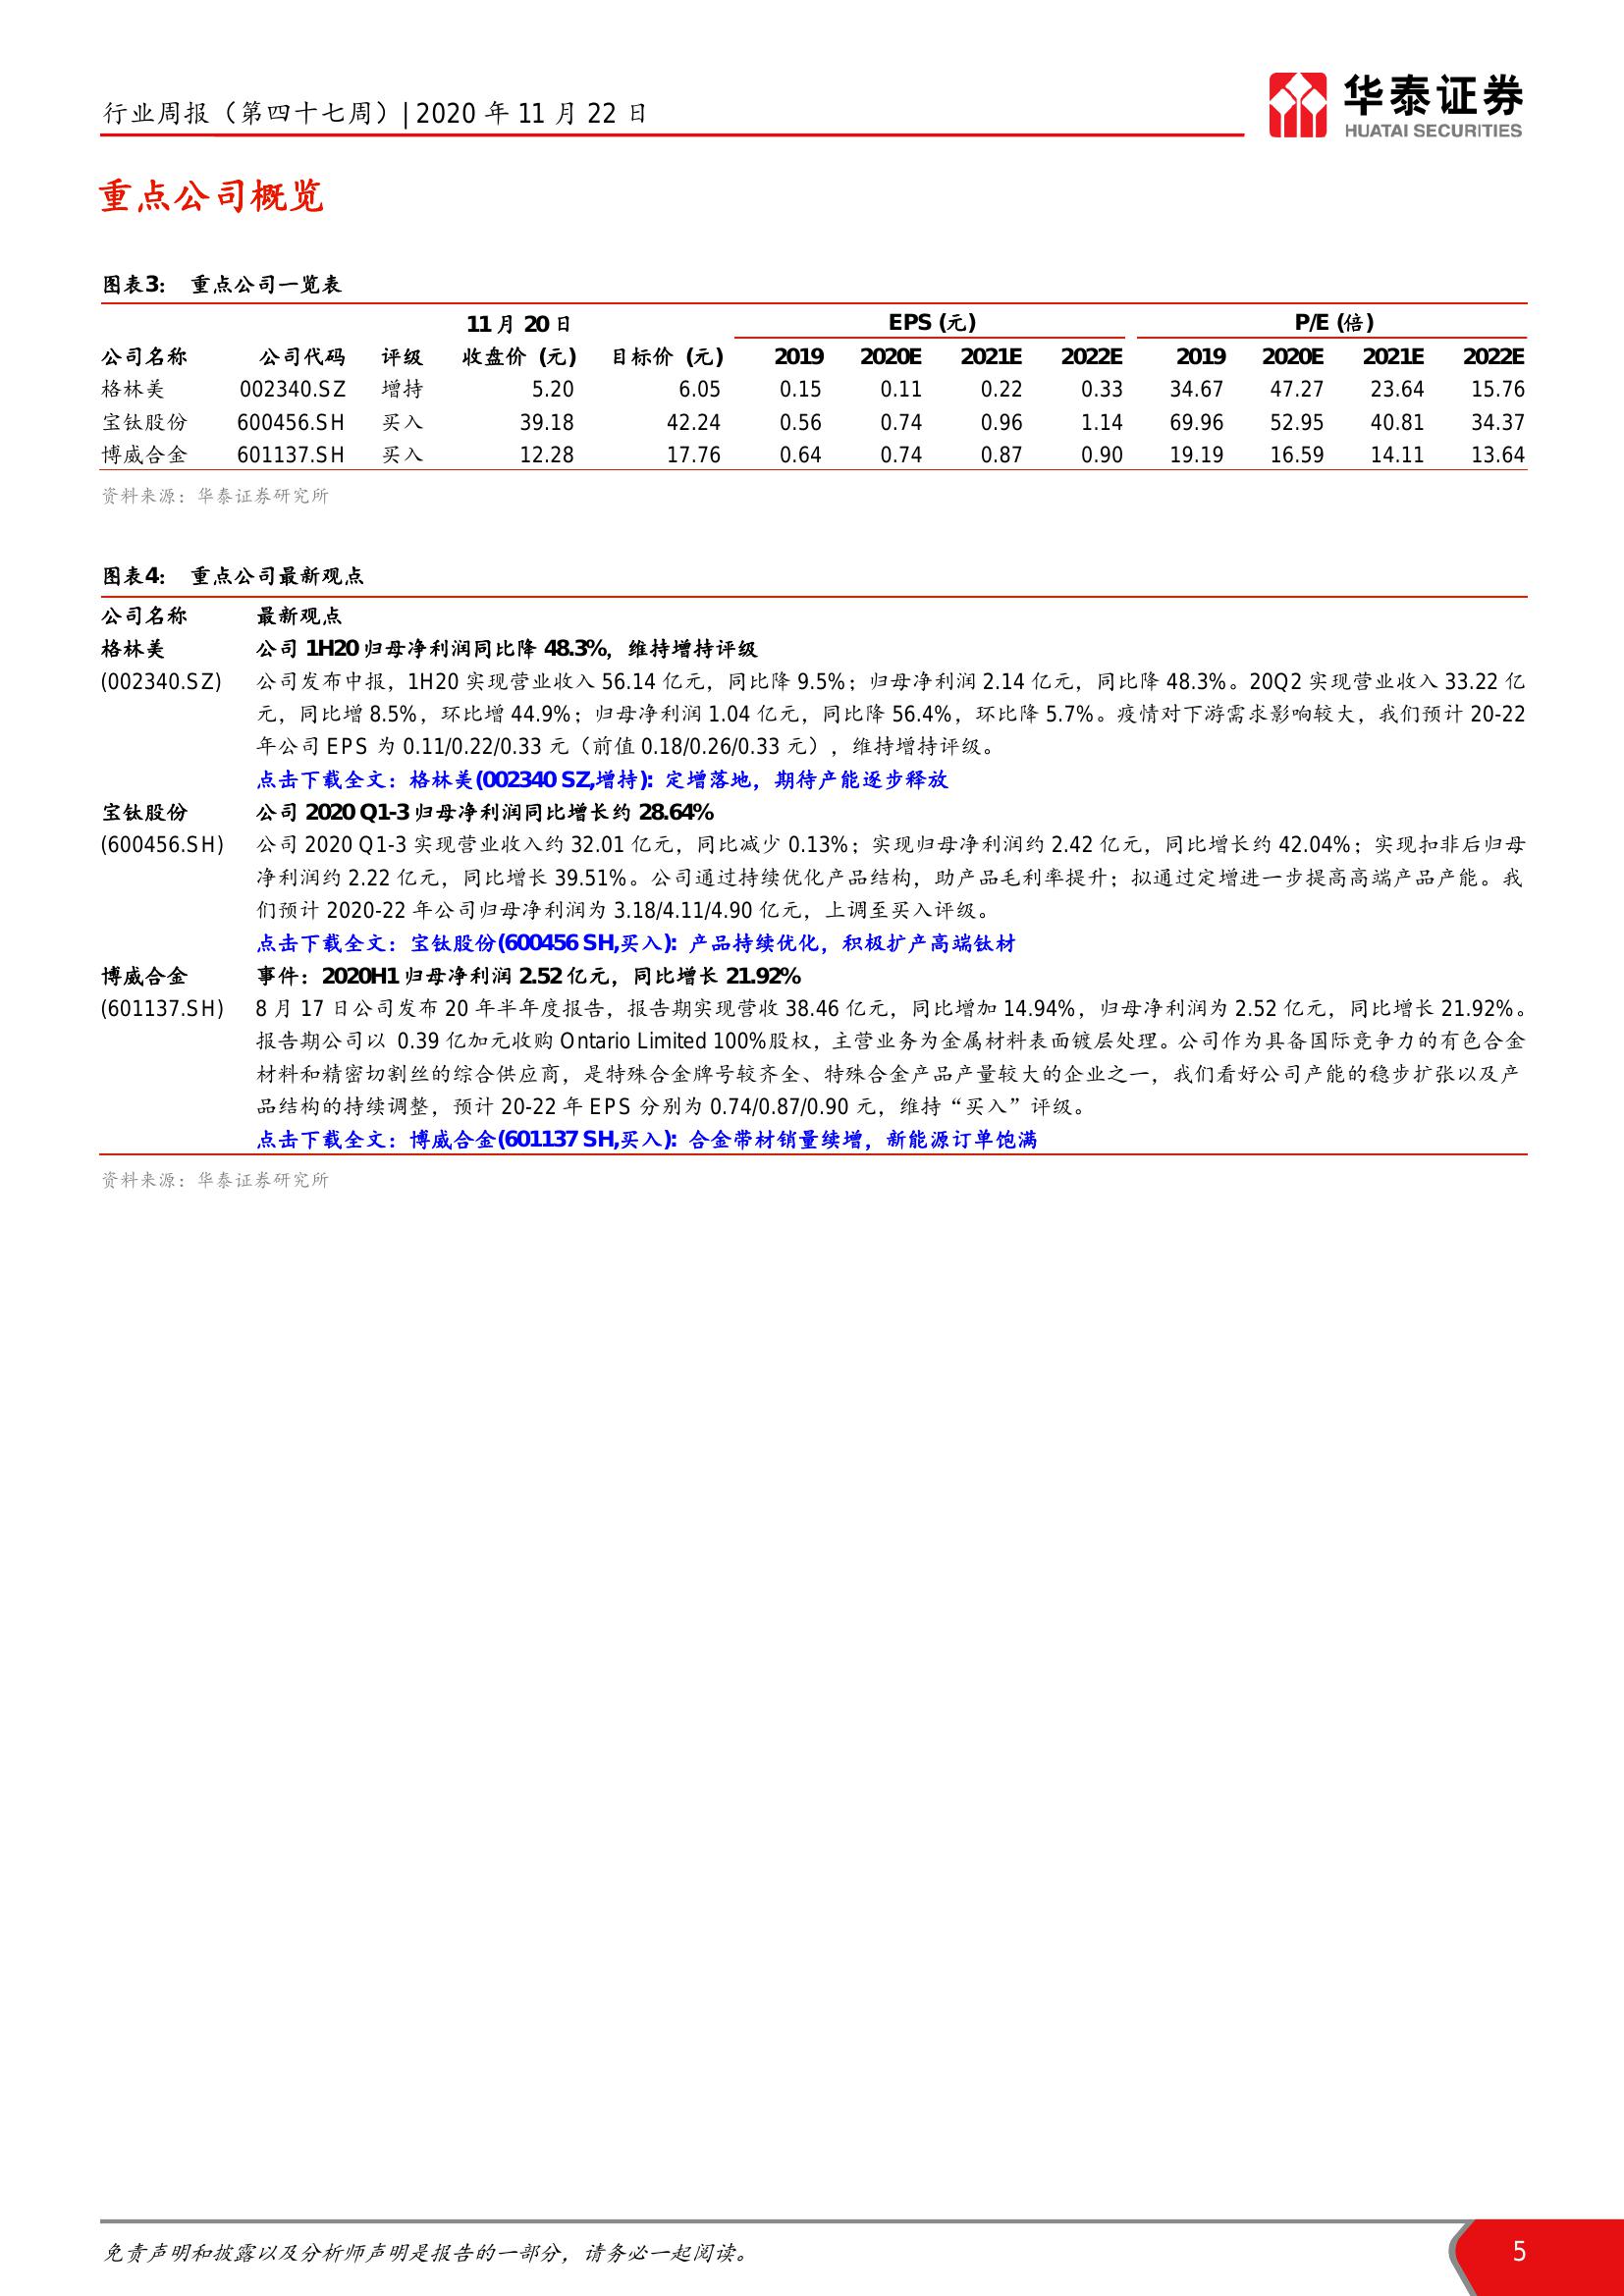 行业周报（第四十七周）| 2020 年 11 月 22 日
华泰证券
HUATAI SECURITIES
重点公司概览
图表3： 重点公司一览表
11 月 20 日 EPS (元) P/E (倍)
公司名称 公司代码 评级 收盘价 (元) 目标价 (元) 2019 2020E 2021E 2022E 2019 2020E 2021E 2022E
格林美 002340.SZ 增持 5.20 6.05 0.15 0.11 0.22 0.33 34.67 47.27 23.64 15.76
宝钛股份 600456.SH 买入 39.18 42.24 0.56 0.74 0.96 1.14 69.96 52.95 40.81 34.37
博威合金 601137.SH 买入 12.28 17.76 0.64 0.74 0.87 0.90 19.19 16.59 14.11 13.64
资料来源：华泰证券研究所
图表4： 重点公司最新观点
公司名称 最新观点
格林美 公司 1H20 归母净利润同比降 48.3%，维持增持评级
(002340.SZ) 公司发布中报，1H20 实现营业收入 56.14 亿元，同比降 9.5%；归母净利润 2.14 亿元，同比降 48.3%。20Q2 实现营业收入 33.22 亿
元，同比增 8.5%，环比增 44.9%；归母净利润 1.04 亿元，同比降 56.4%，环比降 5.7%。疫情对下游需求影响较大，我们预计 20-22
年公司 EPS 为 0.11/0.22/0.33 元（前值 0.18/0.26/0.33 元），维持增持评级。
点击下载全文：格林美(002340 SZ,增持): 定增落地，期待产能逐步释放
宝钛股份 公司 2020 Q1-3 归母净利润同比增长约 28.64%
(600456.SH) 公司 2020 Q1-3 实现营业收入约 32.01 亿元，同比减少 0.13%；实现归母净利润约 2.42 亿元，同比增长约 42.04%；实现扣非后归母
净利润约 2.22 亿元，同比增长 39.51%。公司通过持续优化产品结构，助产品毛利率提升；拟通过定增进一步提高高端产品产能。我
们预计 2020-22 年公司归母净利润为 3.18/4.11/4.90 亿元，上调至买入评级。
点击下载全文：宝钛股份(600456 SH,买入): 产品持续优化，积极扩产高端钛材
博威合金 事件：2020H1 归母净利润 2.52 亿元，同比增长 21.92%
(601137.SH) 8 月 17 日公司发布 20 年半年度报告，报告期实现营收 38.46 亿元，同比增加 14.94%，归母净利润为 2.52 亿元，同比增长 21.92%。
报告期公司以 0.39 亿加元收购 Ontario Limited 100%股权，主营业务为金属材料表面镀层处理。公司作为具备国际竞争力的有色合金
材料和精密切割丝的综合供应商，是特殊合金牌号较齐全、特殊合金产品产量较大的企业之一，我们看好公司产能的稳步扩张以及产
品结构的持续调整，预计 20-22 年 EPS 分别为 0.74/0.87/0.90 元，维持“买入”评级。
点击下载全文：博威合金(601137 SH,买入): 合金带材销量续增，新能源订单饱满
资料来源：华泰证券研究所
免责声明和披露以及分析师声明是报告的一部分，请务必一起阅读。
5